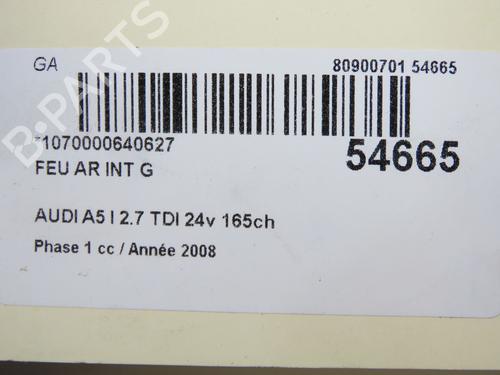 GA
80900701 54665
71070000640627
54665
FEU AR INT G
AUDI A5 I 2.7 TDI 24v 165ch
Phase 1 cc / Année 2008
B-PARTS